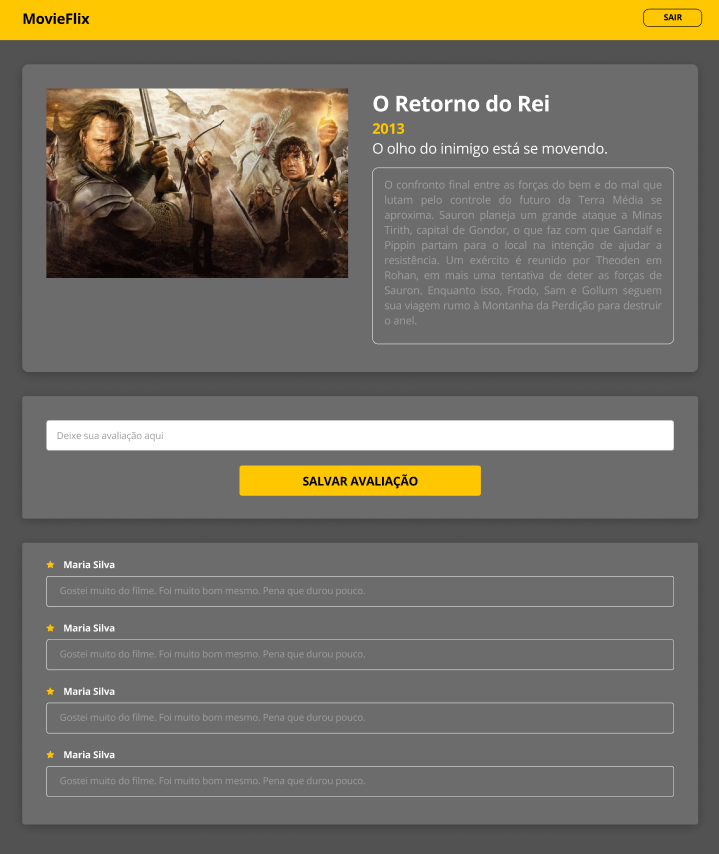 MovieFlix
SAIR
O Retorno do Rei
2013
O olho do inimigo está se movendo.
O confronto final entre as forças do bem e do mal que
lutam pelo controle do futuro da Terra Média se
aproxima. Sauron planeja um grande ataque a Minas
Tirith, capital de Gondor, o que faz com que Gandalf e
Pippin partam para o local na intenção de ajudar a
resistência. Um exército é reunido por Theoden em
Rohan, em mais uma tentativa de deter as forças de
Sauron. Enquanto isso, Frodo, Sam e Gollum seguem
sua viagem rumo à Montanha da Perdição para destruir
o anel.
Deixe sua avaliação aqui
SALVAR AVALIAÇÃO
Maria Silva
Gostei muito do filme. Foi muito bom mesmo. Pena que durou pouco.
Maria Silva
Gostei muito do filme. Foi muito bom mesmo. Pena que durou pouco.
Maria Silva
Gostei muito do filme. Foi muito bom mesmo. Pena que durou pouco.
Maria Silva
Gostei muito do filme. Foi muito bom mesmo. Pena que durou pouco.